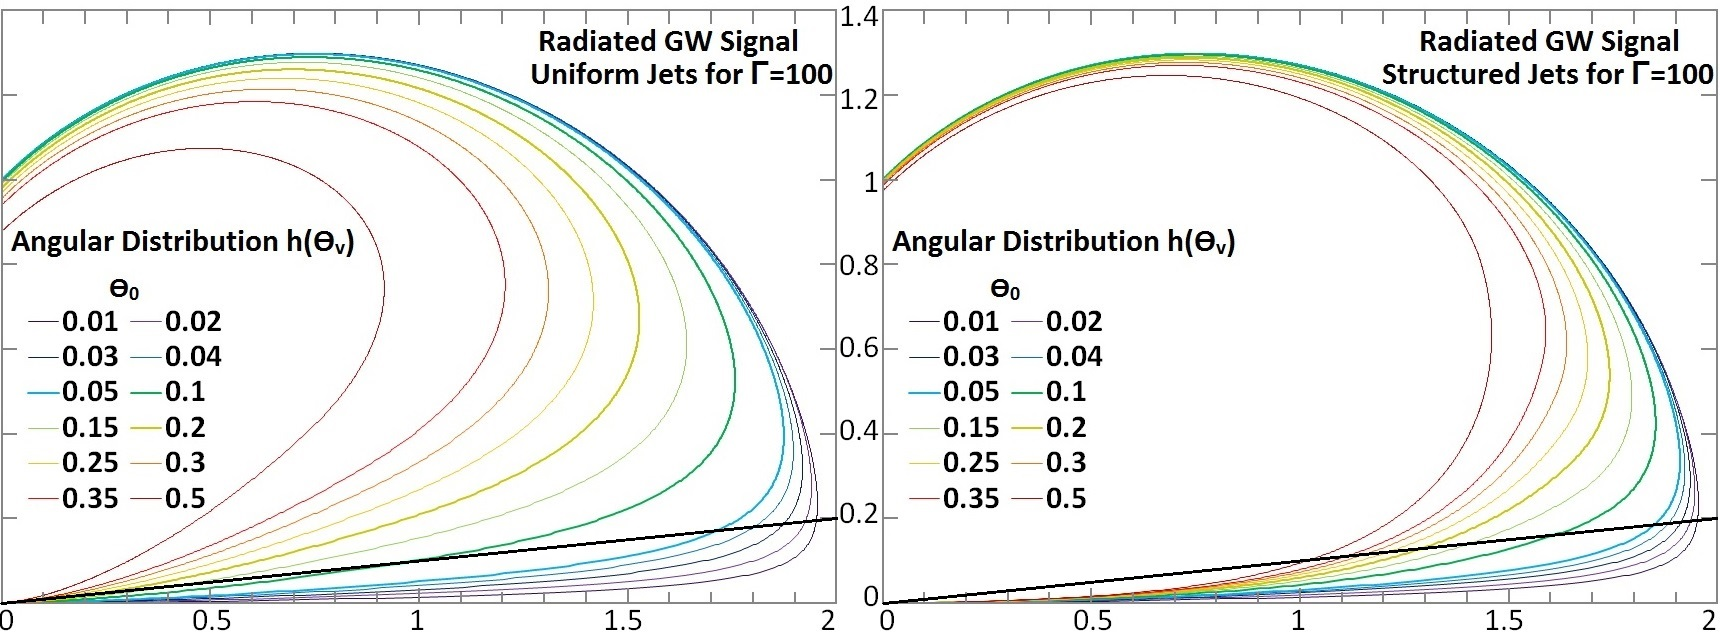 Radiated GW Signal
Uniform Jets for Γ=100
Angular Distribution h(Θv)
Θ0
0.01 0.02
0.03 0.04
0.05 0.1
0.15 0.2
0.25 0.3
0.35 0.5
0 0.5 1 1.5 2
1.4
1.2
1
0.8
0.6
0.4
0.2
0
Radiated GW Signal
Structured Jets for Γ=100
Angular Distribution h(Θv)
Θ0
0.01 0.02
0.03 0.04
0.05 0.1
0.15 0.2
0.25 0.3
0.35 0.5
0 0.5 1 1.5 2